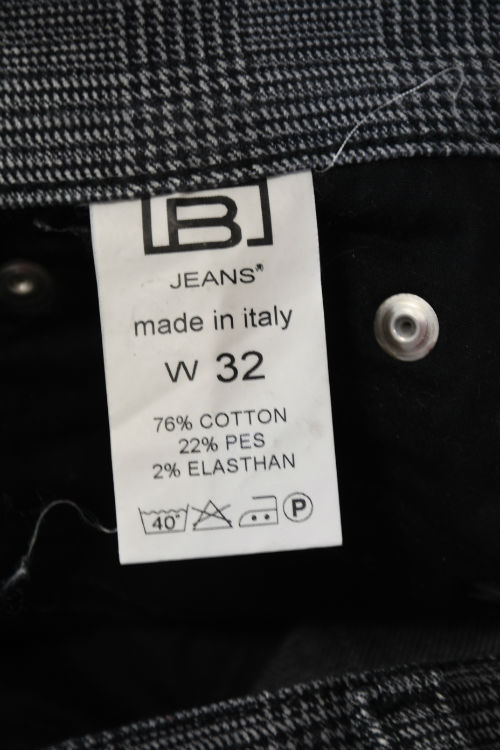 B
JEANS®
made in italy
W 32
76% COTTON
22% PES
2% ELASTHAN
40° P